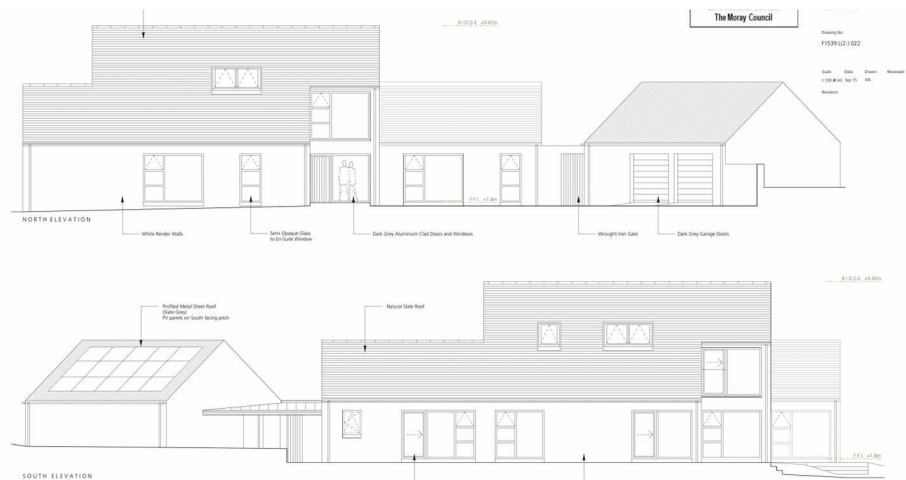 The Moray Council
Drawing No
F1539 L(2-) 022
Scale Date Drawn Reviewed
1:100 @ A3 Sep 15
Revisions
RIDGE +9.40m
FFL +1.8m
NORTH ELEVATION
White Render Walls
Semi Opaque Glass
to En-Suite Window
Dark Grey Aluminium Clad Doors and Windows
Wrought Iron Gate
Dark Grey Garage Doors
RIDGE +9.40m
Profiled Metal Sheet Roof
(Slate Grey)
PV panels on South facing pitch
Natural Slate Roof
FFL +1.8m
SOUTH ELEVATION